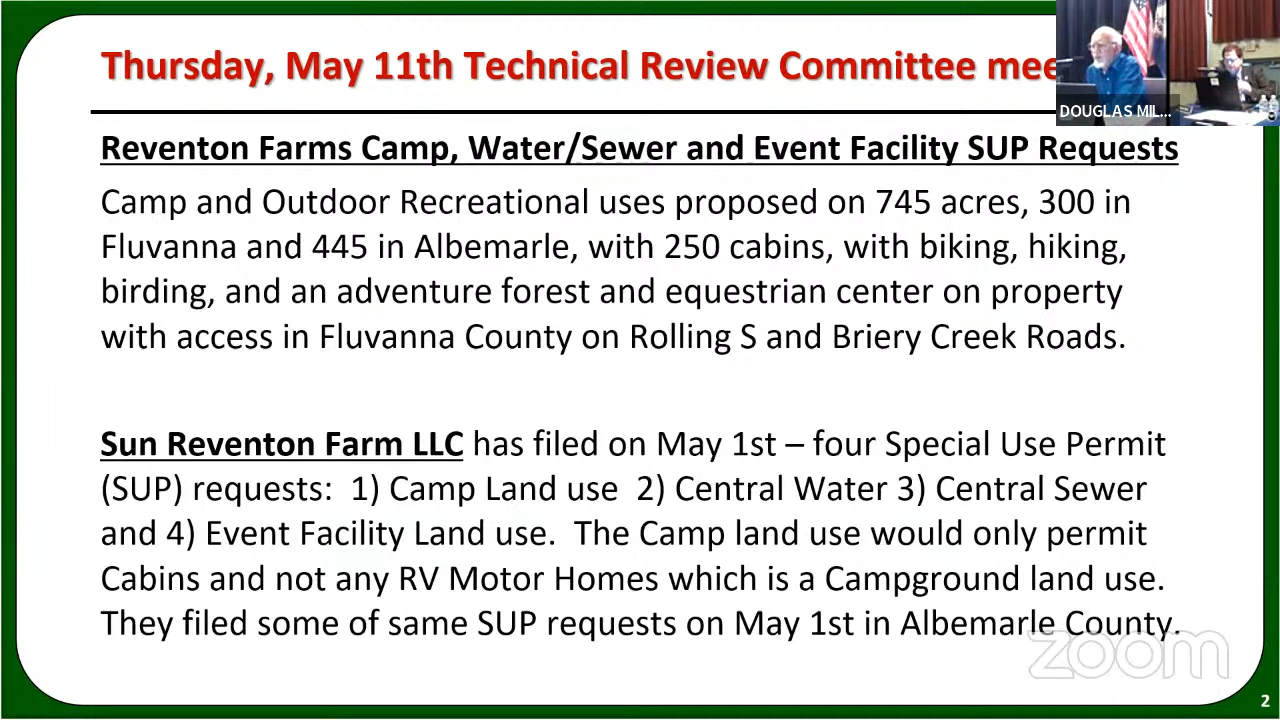 Thursday, May 11th Technical Review Committee mee
DOUGLAS MIL...
Reventon Farms Camp, Water/Sewer and Event Facility SUP Requests
Camp and Outdoor Recreational uses proposed on 745 acres, 300 in
Fluvanna and 445 in Albemarle, with 250 cabins, with biking, hiking,
birding, and an adventure forest and equestrian center on property
with access in Fluvanna County on Rolling S and Briery Creek Roads.
Sun Reventon Farm LLC has filed on May 1st – four Special Use Permit
(SUP) requests: 1) Camp Land use 2) Central Water 3) Central Sewer
and 4) Event Facility Land use. The Camp land use would only permit
Cabins and not any RV Motor Homes which is a Campground land use.
They filed some of same SUP requests on May 1st in Albemarle County.
zoom
2